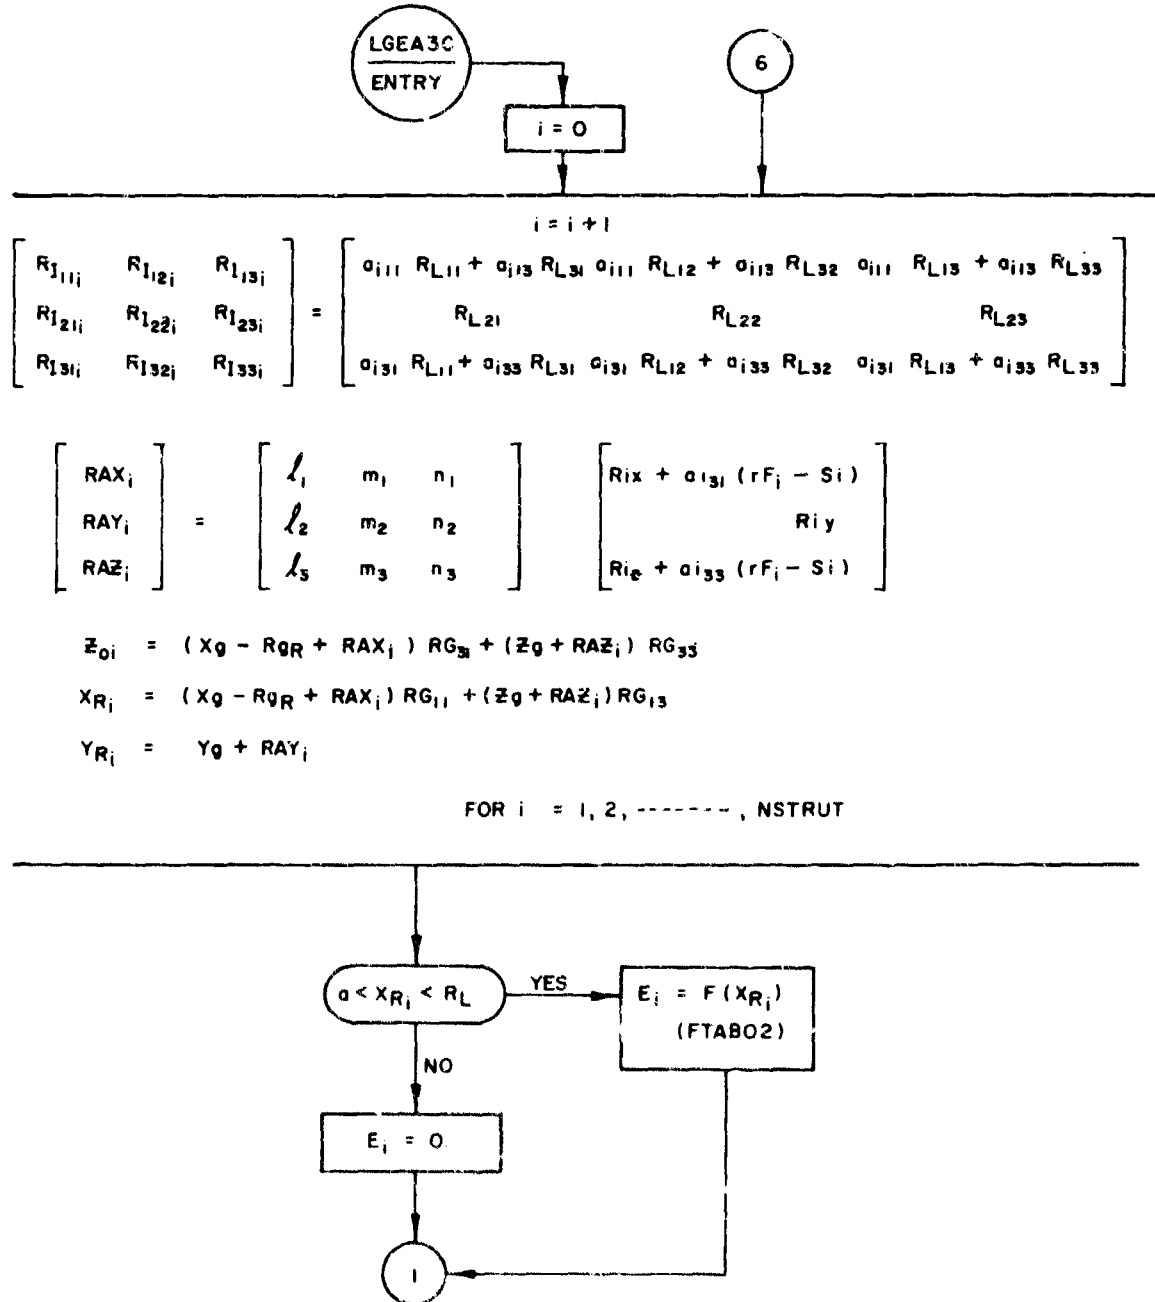 LGEA3C
ENTRY
6
i = 0
i = i + 1
R_I11i R_I12i R_I13i = a_i11 R_L11 + a_i13 R_L31 a_i11 R_L12 + a_i13 R_L32 a_i11 R_L13 + a_i13 R_L33
R_I21i R_I22i R_I23i R_L21 R_L22 R_L23
R_I31i R_I32i R_I33i a_i31 R_L11 + a_i33 R_L31 a_i31 R_L12 + a_i33 R_L32 a_i31 R_L13 + a_i33 R_L33
RAX_i = ℓ_1 m_1 n_1 Rix + a_i31 (rF_i − Si)
RAY_i ℓ_2 m_2 n_2 Riy
RAZ_i ℓ_3 m_3 n_3 Riz + ai_33 (rF_i − Si)
Z_oi = (Xg − Rg_R + RAX_i) RG_31 + (Zg + RAZ_i) RG_33
X_Ri = (Xg − Rg_R + RAX_i) RG_11 + (Zg + RAZ_i) RG_13
Y_Ri = Yg + RAY_i
FOR i = 1, 2, -------, NSTRUT
a < X_Ri < R_L
YES
E_i = F(X_Ri)
(FTAB02)
NO
E_i = 0
1